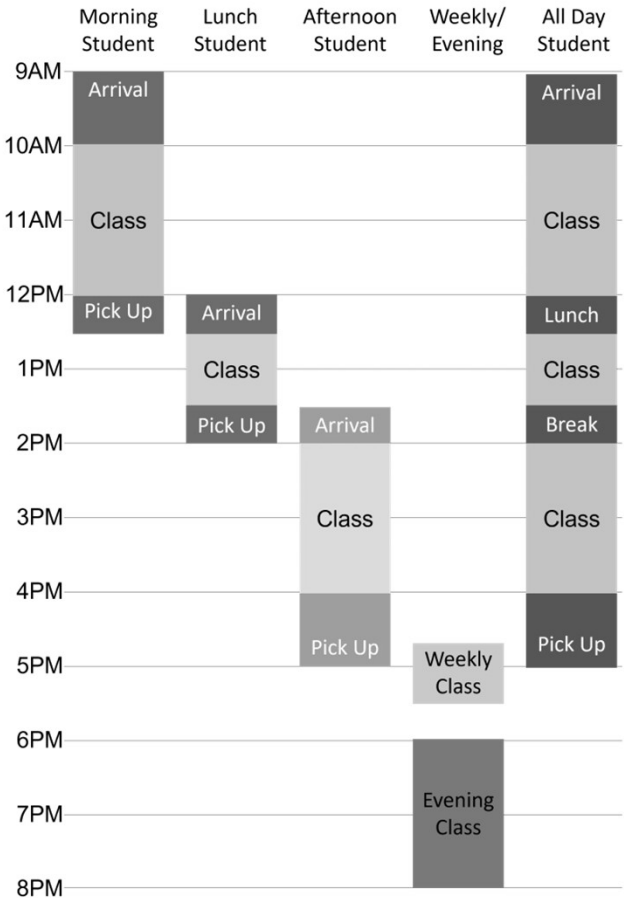 Morning Student
Lunch Student
Afternoon Student
Weekly/ Evening
All Day Student
9AM
Arrival
Arrival
10AM
11AM
Class
Class
12PM
Pick Up
Arrival
Lunch
1PM
Class
Class
Pick Up
Arrival
Break
2PM
3PM
Class
Class
4PM
Pick Up
Pick Up
5PM
Weekly
Class
6PM
7PM
Evening
Class
8PM